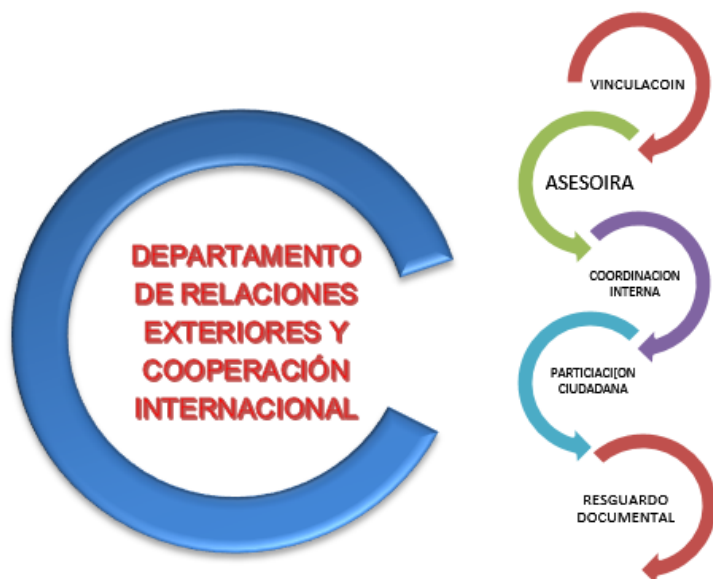 DEPARTAMENTO
DE RELACIONES
EXTERIORES Y
COOPERACIÓN
INTERNACIONAL
VINCULACOIN
ASESOIRA
COORDINACION
INTERNA
PARTICIACI[ON
CIUDADANA
RESGUARDO
DOCUMENTAL